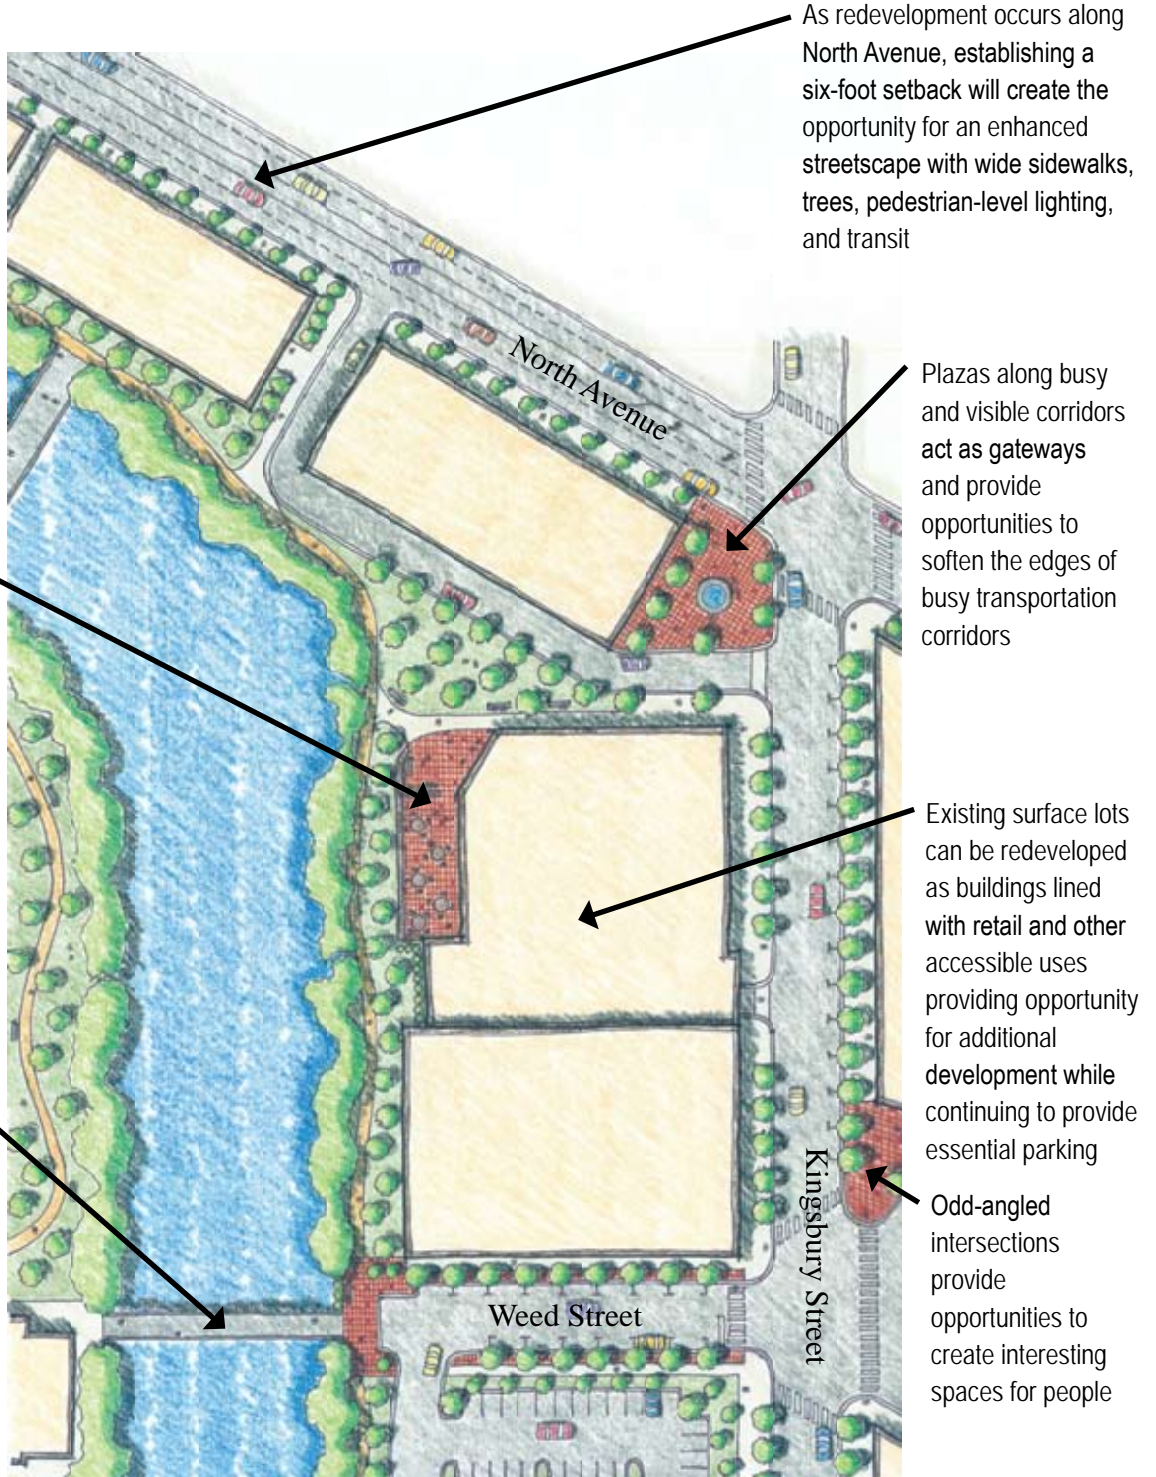 As redevelopment occurs along
North Avenue, establishing a
six-foot setback will create the
opportunity for an enhanced
streetscape with wide sidewalks,
trees, pedestrian-level lighting,
and transit
North Avenue
Plazas along busy
and visible corridors
act as gateways
and provide
opportunities to
soften the edges of
busy transportation
corridors
Existing surface lots
can be redeveloped
as buildings lined
with retail and other
accessible uses
providing opportunity
for additional
development while
continuing to provide
essential parking
Kingsbury Street
Odd-angled
intersections
provide
opportunities to
create interesting
spaces for people
Weed Street